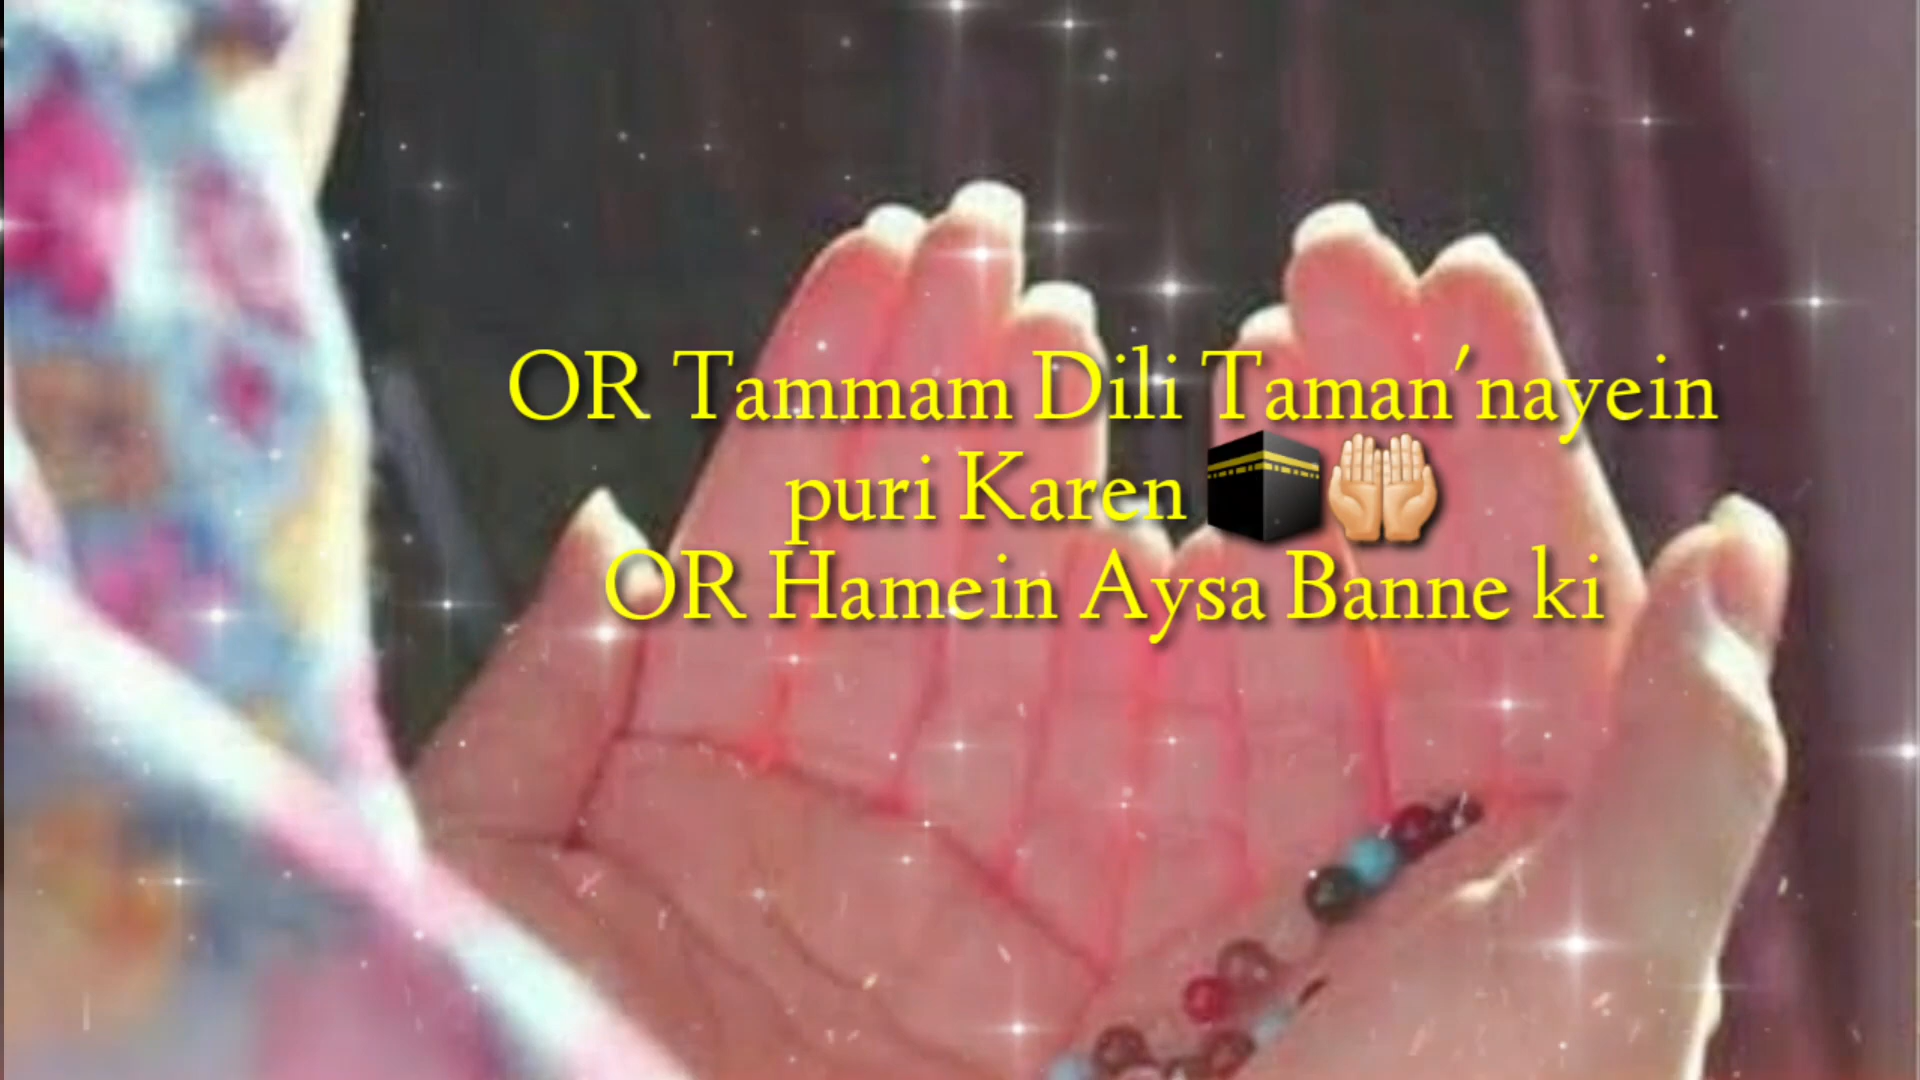 OR Tammam Dili Taman'nayein
puri Karen 🕋🤲🏻
OR Hamein Aysa Banne ki